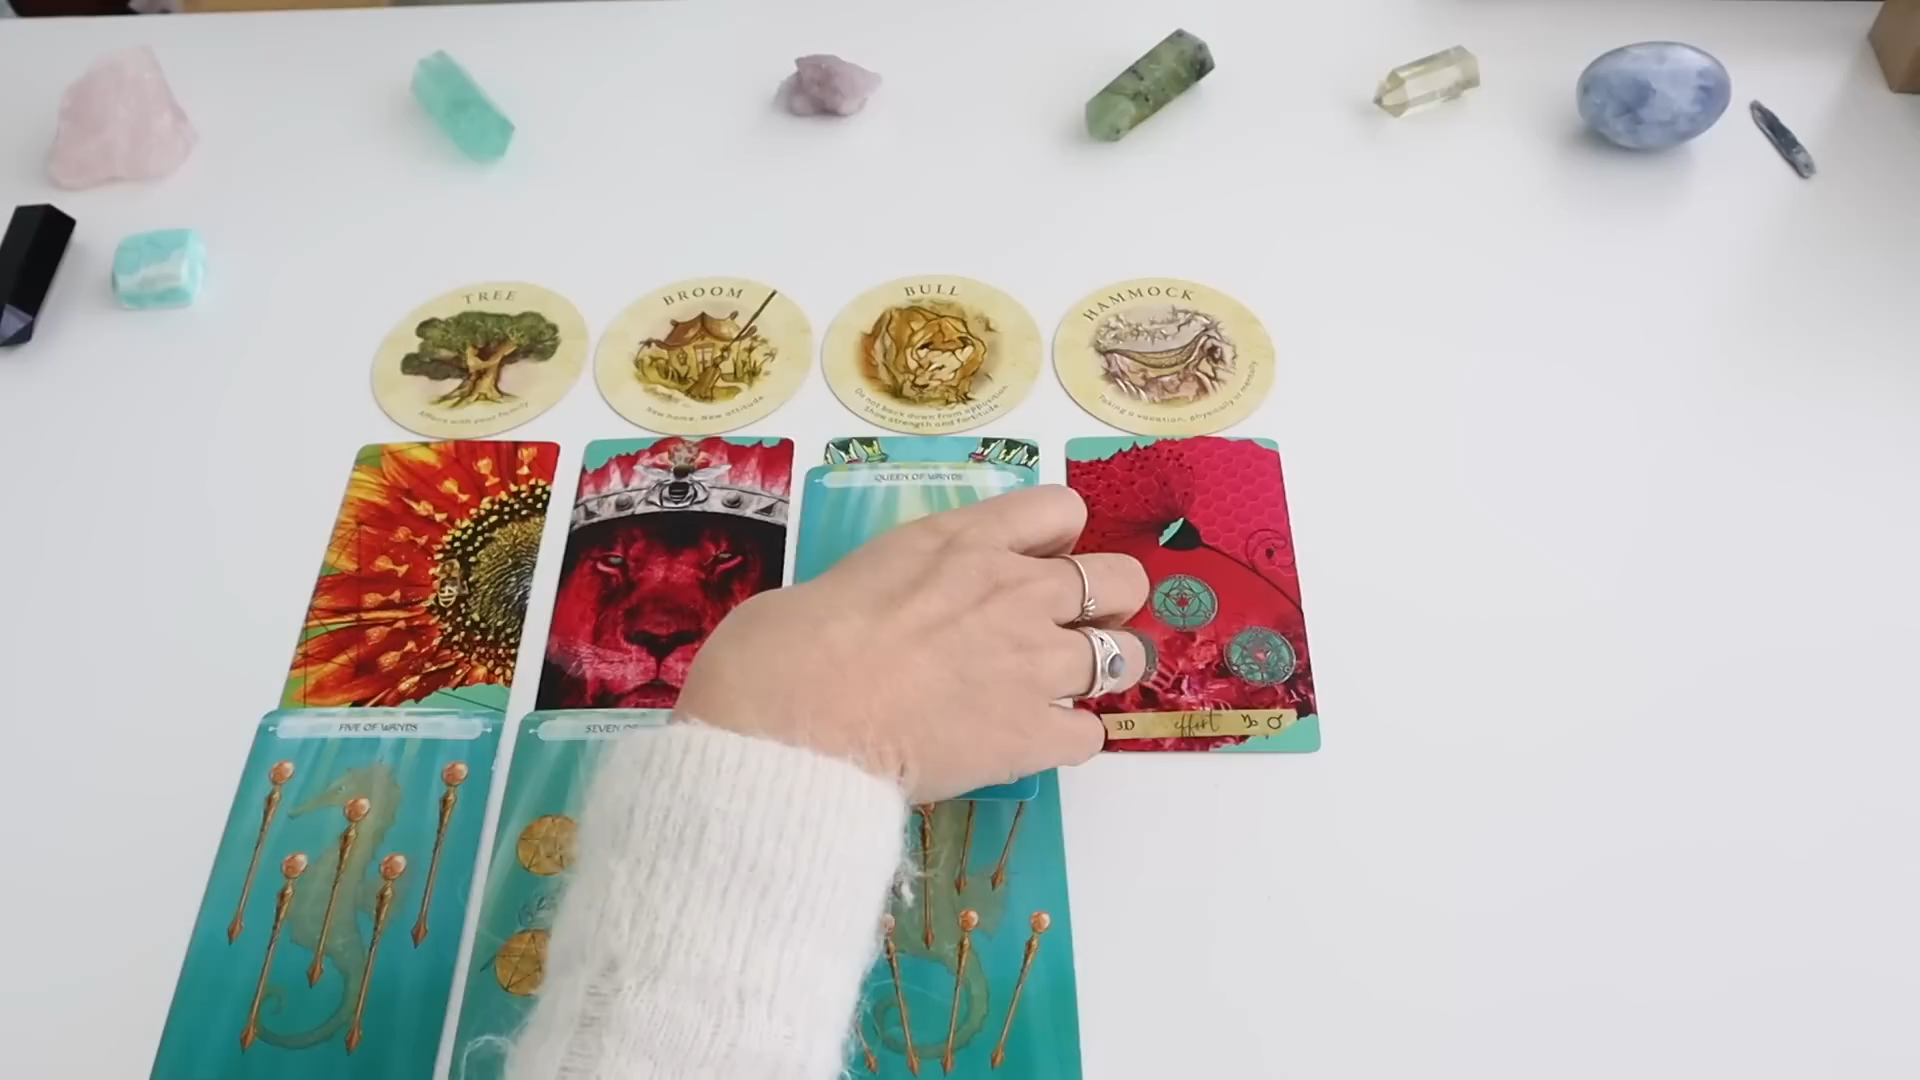 TREE
Affairs with your family
BROOM
New home. New attitude
BULL
Do not back down from opposition.
Show strength and fortitude.
HAMMOCK
Taking a vacation, physically or mentally
QUEEN OF WANDS
3D effort
FIVE OF WANDS
SEVEN